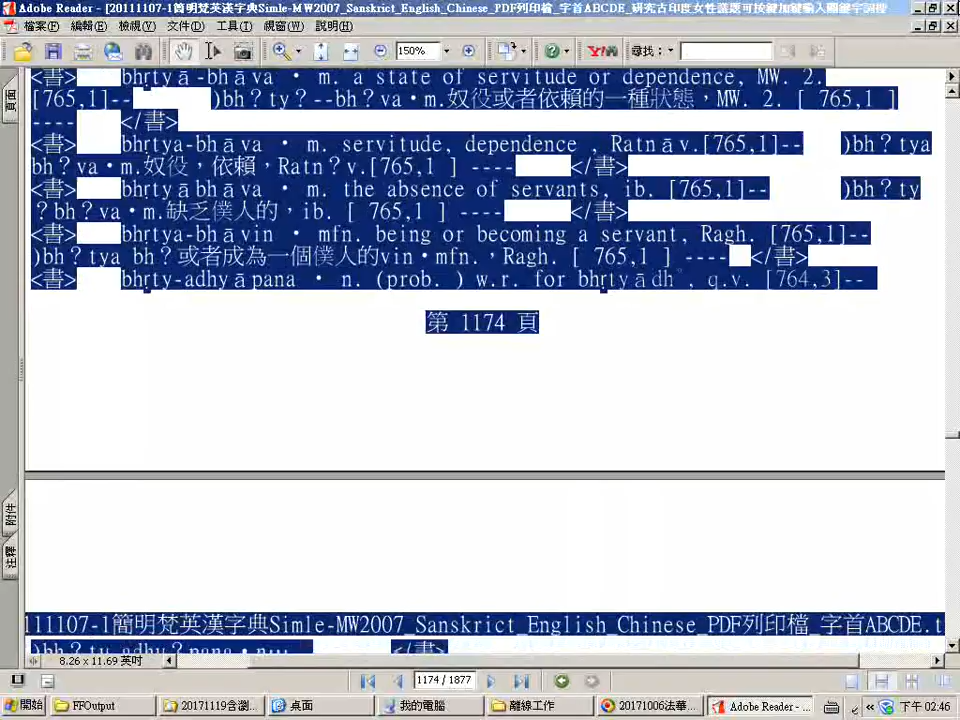 Adobe Reader - [20111107-1簡明梵英漢字典Simle-MW2007_Sanskrict_English_Chinese_PDF列印檔_字首ABCDE_研究古印度女性議題可按快鍵輸入關鍵字詞搜
檔案(F) 編輯(E) 檢視(V) 文件(D) 工具(T) 視窗(W) 說明(H)
150% 尋找：
頁面
<書> bhṛtyā-bhāva • m. a state of servitude or dependence, MW. 2.
[765,1]-- )bh？ty？--bh？va•m.奴役或者依賴的一種狀態，MW. 2. [ 765,1 ]
---- </書>
<書> bhṛtya-bhāva • m. servitude, dependence , Ratnāv.[765,1]-- )bh？tya
bh？va•m.奴役，依賴，Ratn？v.[765,1 ] ---- </書>
<書> bhṛtyābhāva • m. the absence of servants, ib. [765,1]-- )bh？ty
？bh？va•m.缺乏僕人的，ib. [ 765,1 ] ---- </書>
<書> bhṛtya-bhāvin • mfn. being or becoming a servant, Ragh. [765,1]--
)bh？tya bh？或者成為一個僕人的vin•mfn.，Ragh. [ 765,1 ] ---- </書>
<書> bhṛty-adhyāpana • n. (prob. ) w.r. for bhṛtyādh°, q.v. [764,3]--
第 1174 頁
附件
注釋
111107-1簡明梵英漢字典Simle-MW2007_Sanskrict_English_Chinese_PDF列印檔_字首ABCDE.t
)bh？ty adhy？pana•n… </書>
8.26 x 11.69 英吋
1174 / 1877
開始 FFOutput 20171119含瀏... 桌面 我的電腦 離線工作 20171006法華... Adobe Reader - ... 下午 02:46